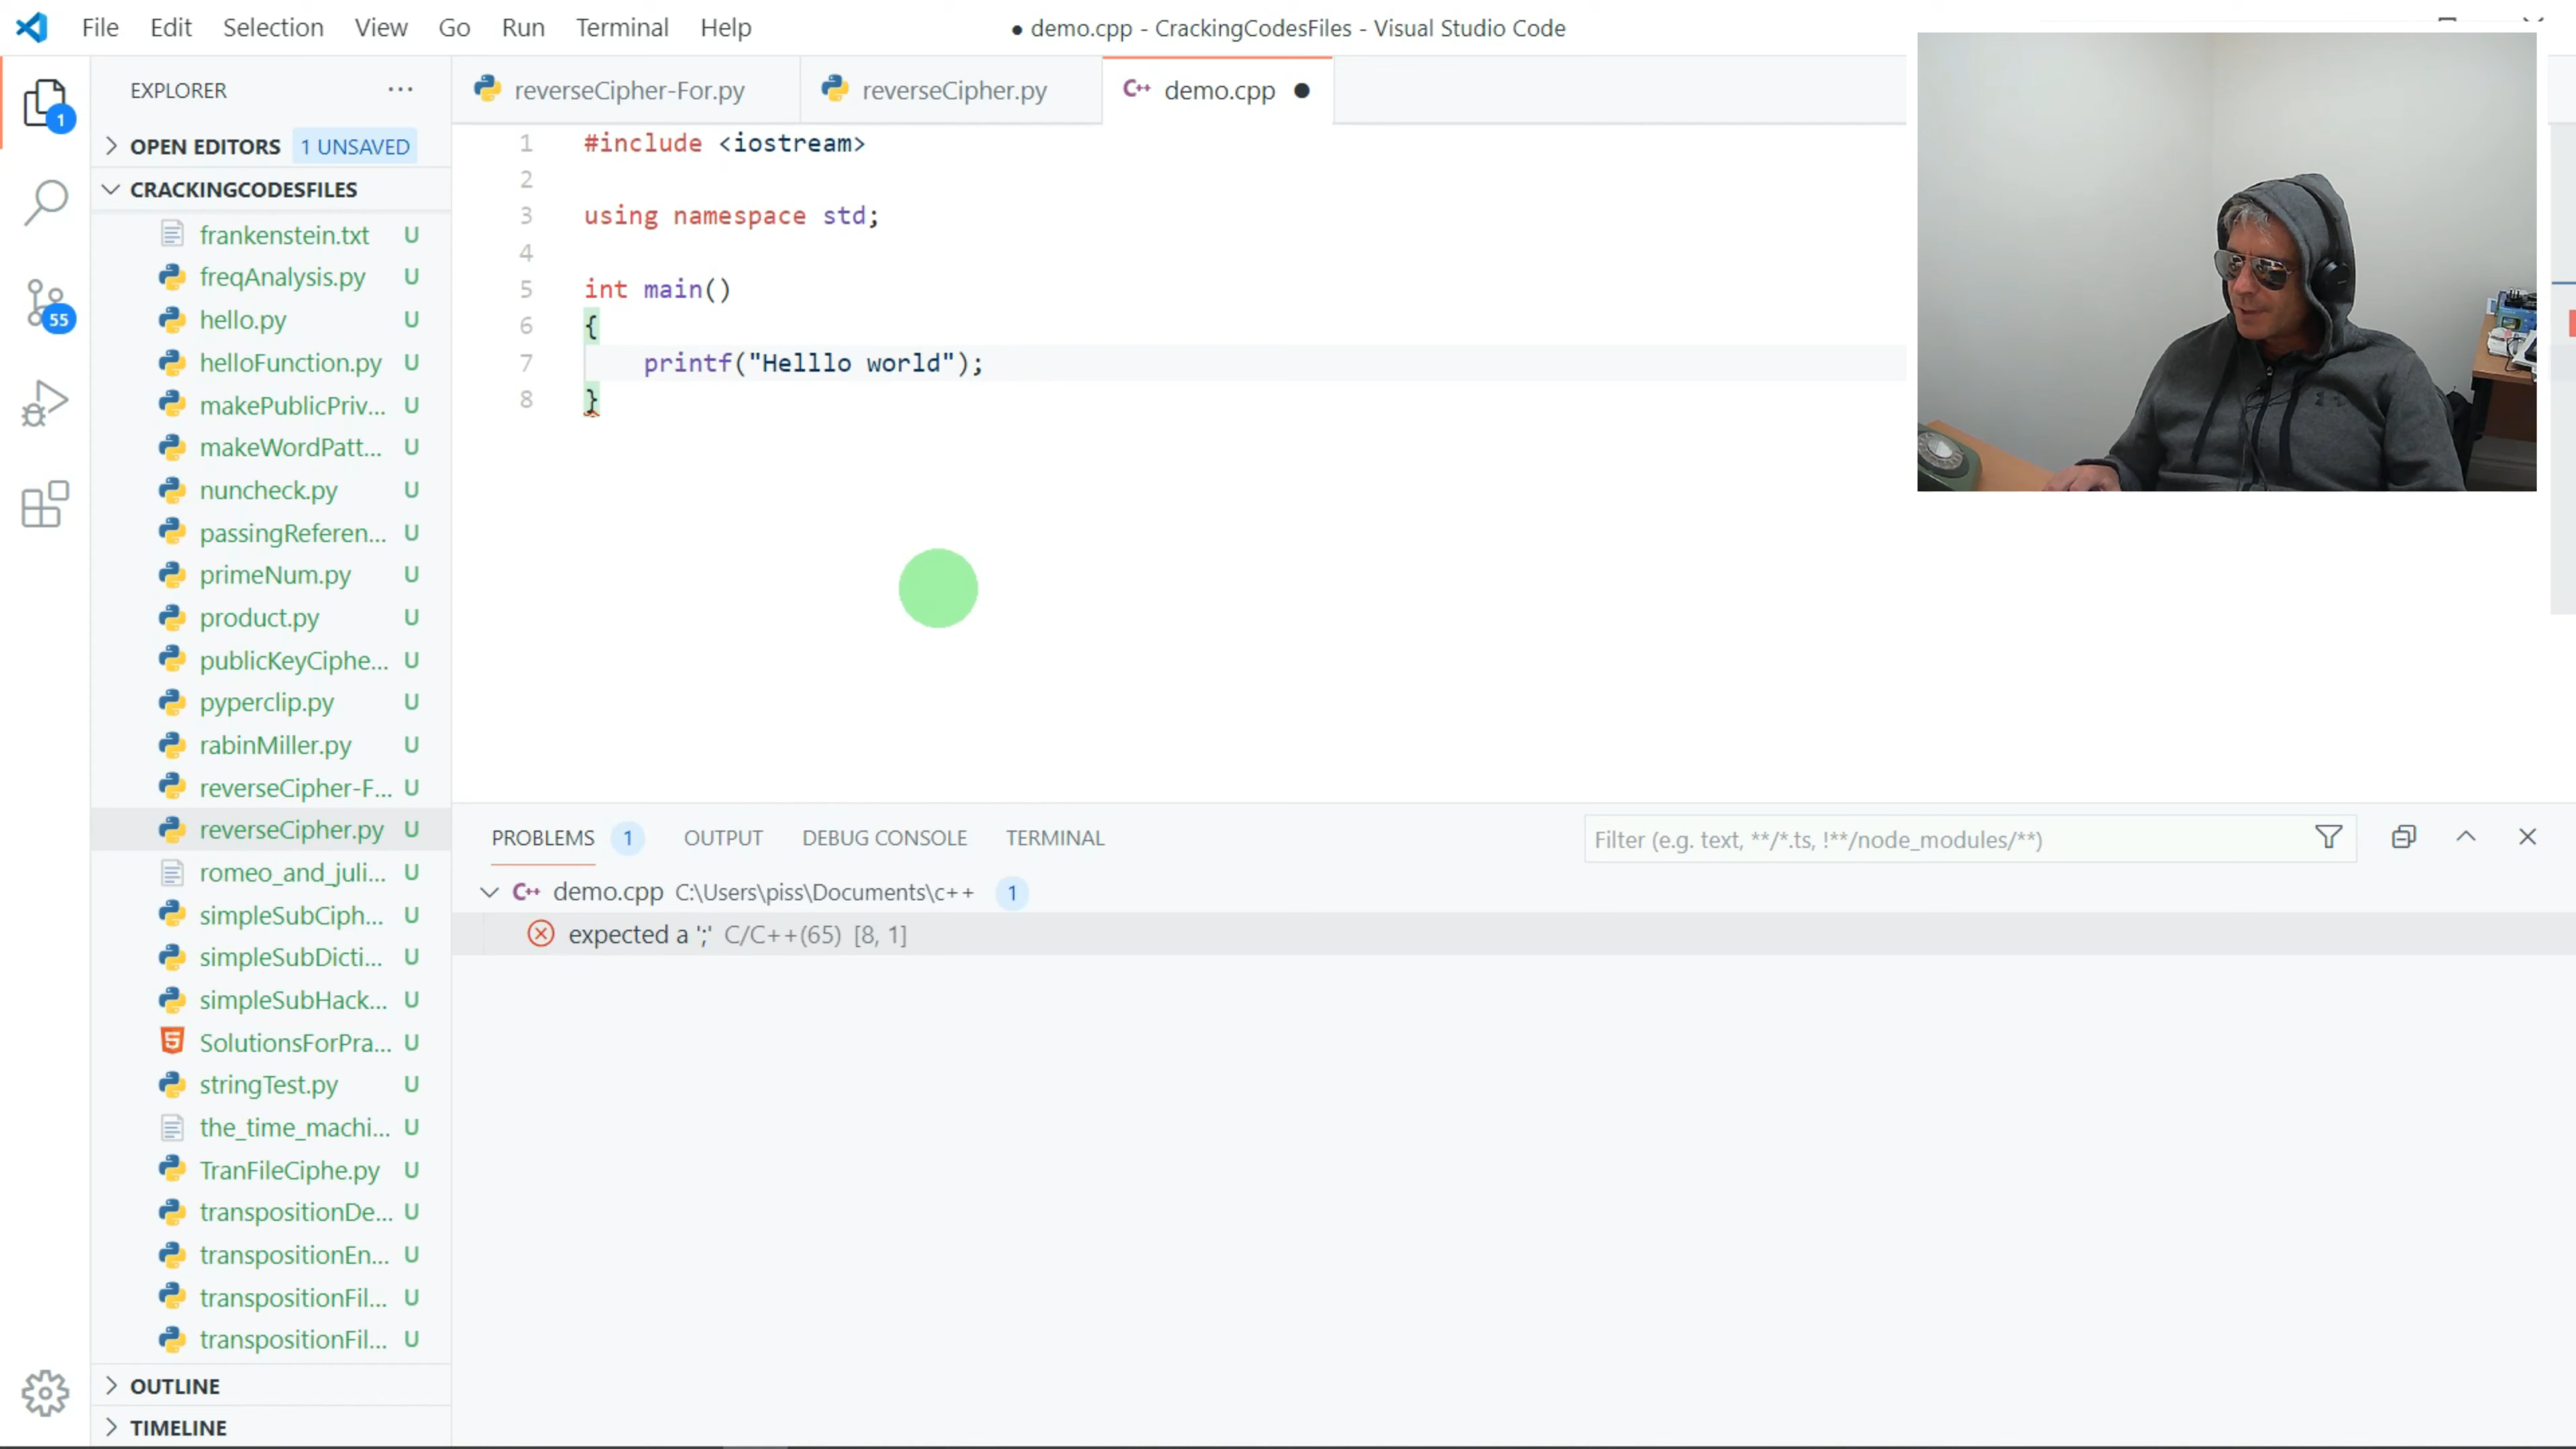 File Edit Selection View Go Run Terminal Help
● demo.cpp - CrackingCodesFiles - Visual Studio Code
EXPLORER ...
reverseCipher-For.py
reverseCipher.py
C++ demo.cpp ●
OPEN EDITORS 1 UNSAVED
CRACKINGCODESFILES
1
55
frankenstein.txt U
freqAnalysis.py U
hello.py U
helloFunction.py U
makePublicPriv... U
makeWordPatt... U
nuncheck.py U
passingReferen... U
primeNum.py U
product.py U
publicKeyCiphe... U
pyperclip.py U
rabinMiller.py U
reverseCipher-F... U
reverseCipher.py U
romeo_and_juli... U
simpleSubCiph... U
simpleSubDicti... U
simpleSubHack... U
SolutionsForPra... U
stringTest.py U
the_time_machi... U
TranFileCiphe.py U
transpositionDe... U
transpositionEn... U
transpositionFil... U
transpositionFil... U
OUTLINE
TIMELINE
1 #include <iostream>
2
3 using namespace std;
4
5 int main()
6 {
7 printf("Helllo world");
8 }
PROBLEMS 1 OUTPUT DEBUG CONSOLE TERMINAL
Filter (e.g. text, **/*.ts, !**/node_modules/**)
C++ demo.cpp C:\Users\piss\Documents\c++ 1
expected a ';' C/C++(65) [8, 1]